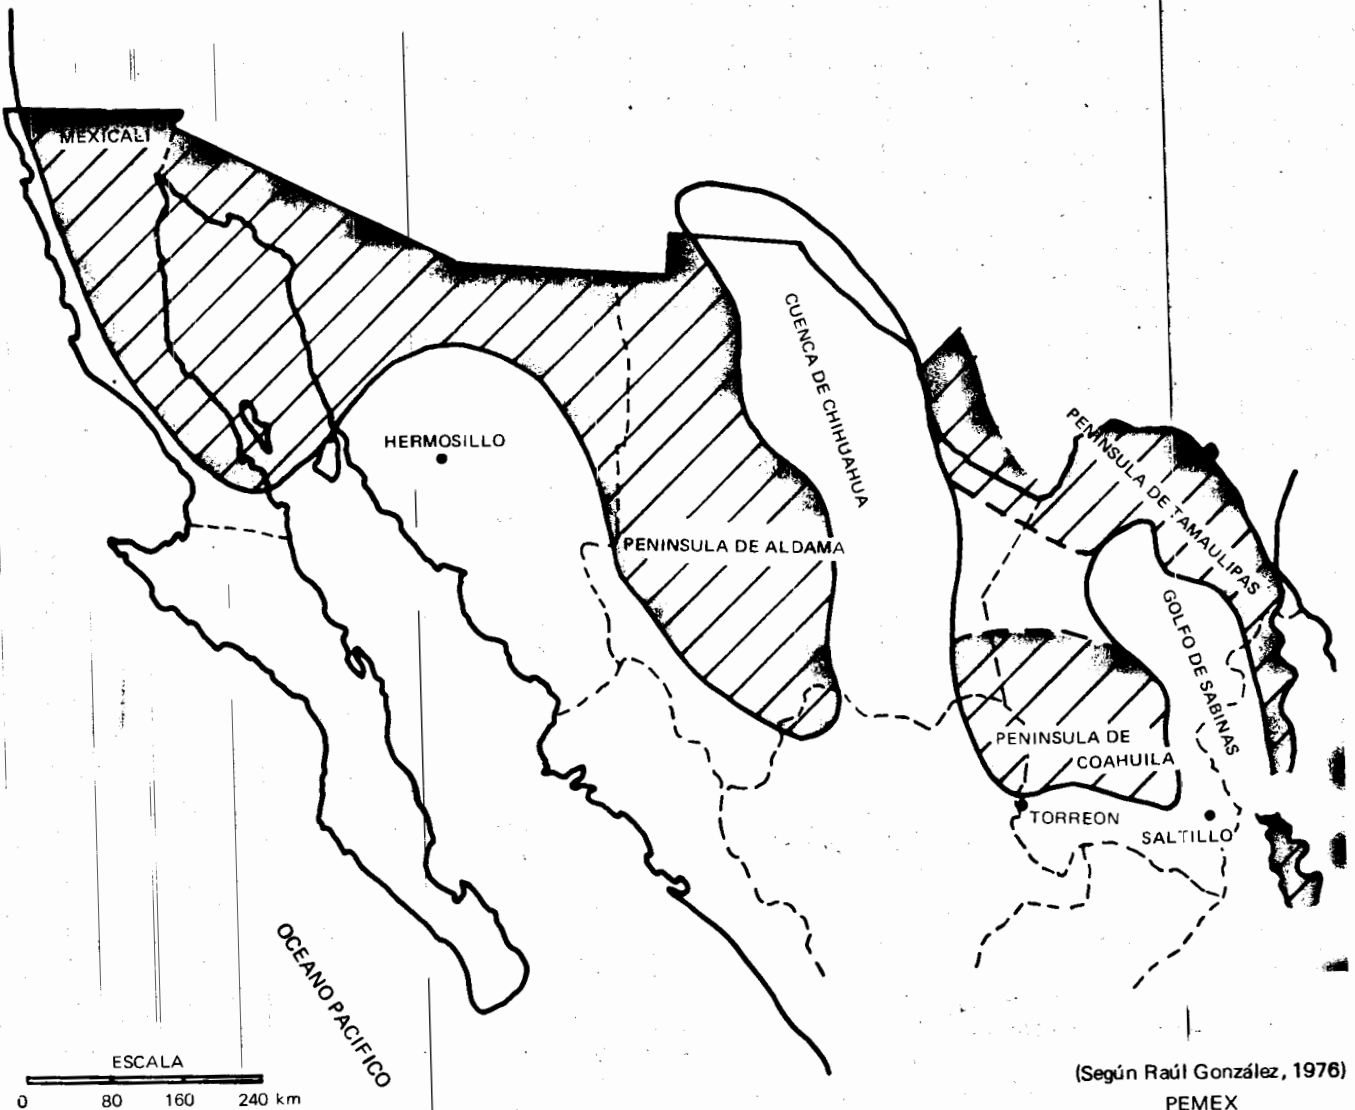 MEXICALI
CUENCA DE CHIHUAHUA
PENINSULA DE TAMAULIPAS
HERMOSILLO
PENINSULA DE ALDAMA
GOLFO DE SABINAS
PENINSULA DE
COAHUILA
TORREON
SALTILLO
OCEANO PACIFICO
ESCALA
0 80 160 240 km
(Según Raúl González, 1976)
PEMEX